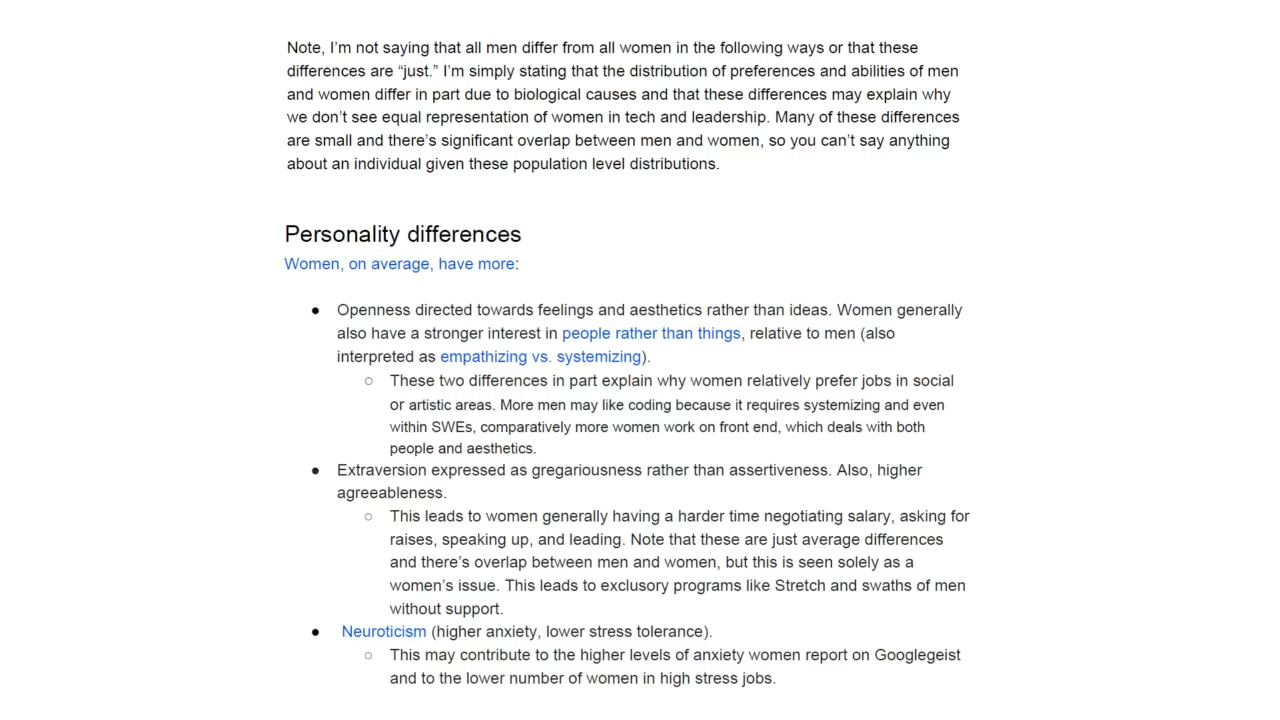 Note, I'm not saying that all men differ from all women in the following ways or that these
differences are “just.” I'm simply stating that the distribution of preferences and abilities of men
and women differ in part due to biological causes and that these differences may explain why
we don't see equal representation of women in tech and leadership. Many of these differences
are small and there's significant overlap between men and women, so you can't say anything
about an individual given these population level distributions.
Personality differences
Women, on average, have more:
● Openness directed towards feelings and aesthetics rather than ideas. Women generally
also have a stronger interest in people rather than things, relative to men (also
interpreted as empathizing vs. systemizing).
○ These two differences in part explain why women relatively prefer jobs in social
or artistic areas. More men may like coding because it requires systemizing and even
within SWEs, comparatively more women work on front end, which deals with both
people and aesthetics.
● Extraversion expressed as gregariousness rather than assertiveness. Also, higher
agreeableness.
○ This leads to women generally having a harder time negotiating salary, asking for
raises, speaking up, and leading. Note that these are just average differences
and there's overlap between men and women, but this is seen solely as a
women's issue. This leads to exclusory programs like Stretch and swaths of men
without support.
● Neuroticism (higher anxiety, lower stress tolerance).
○ This may contribute to the higher levels of anxiety women report on Googlegeist
and to the lower number of women in high stress jobs.